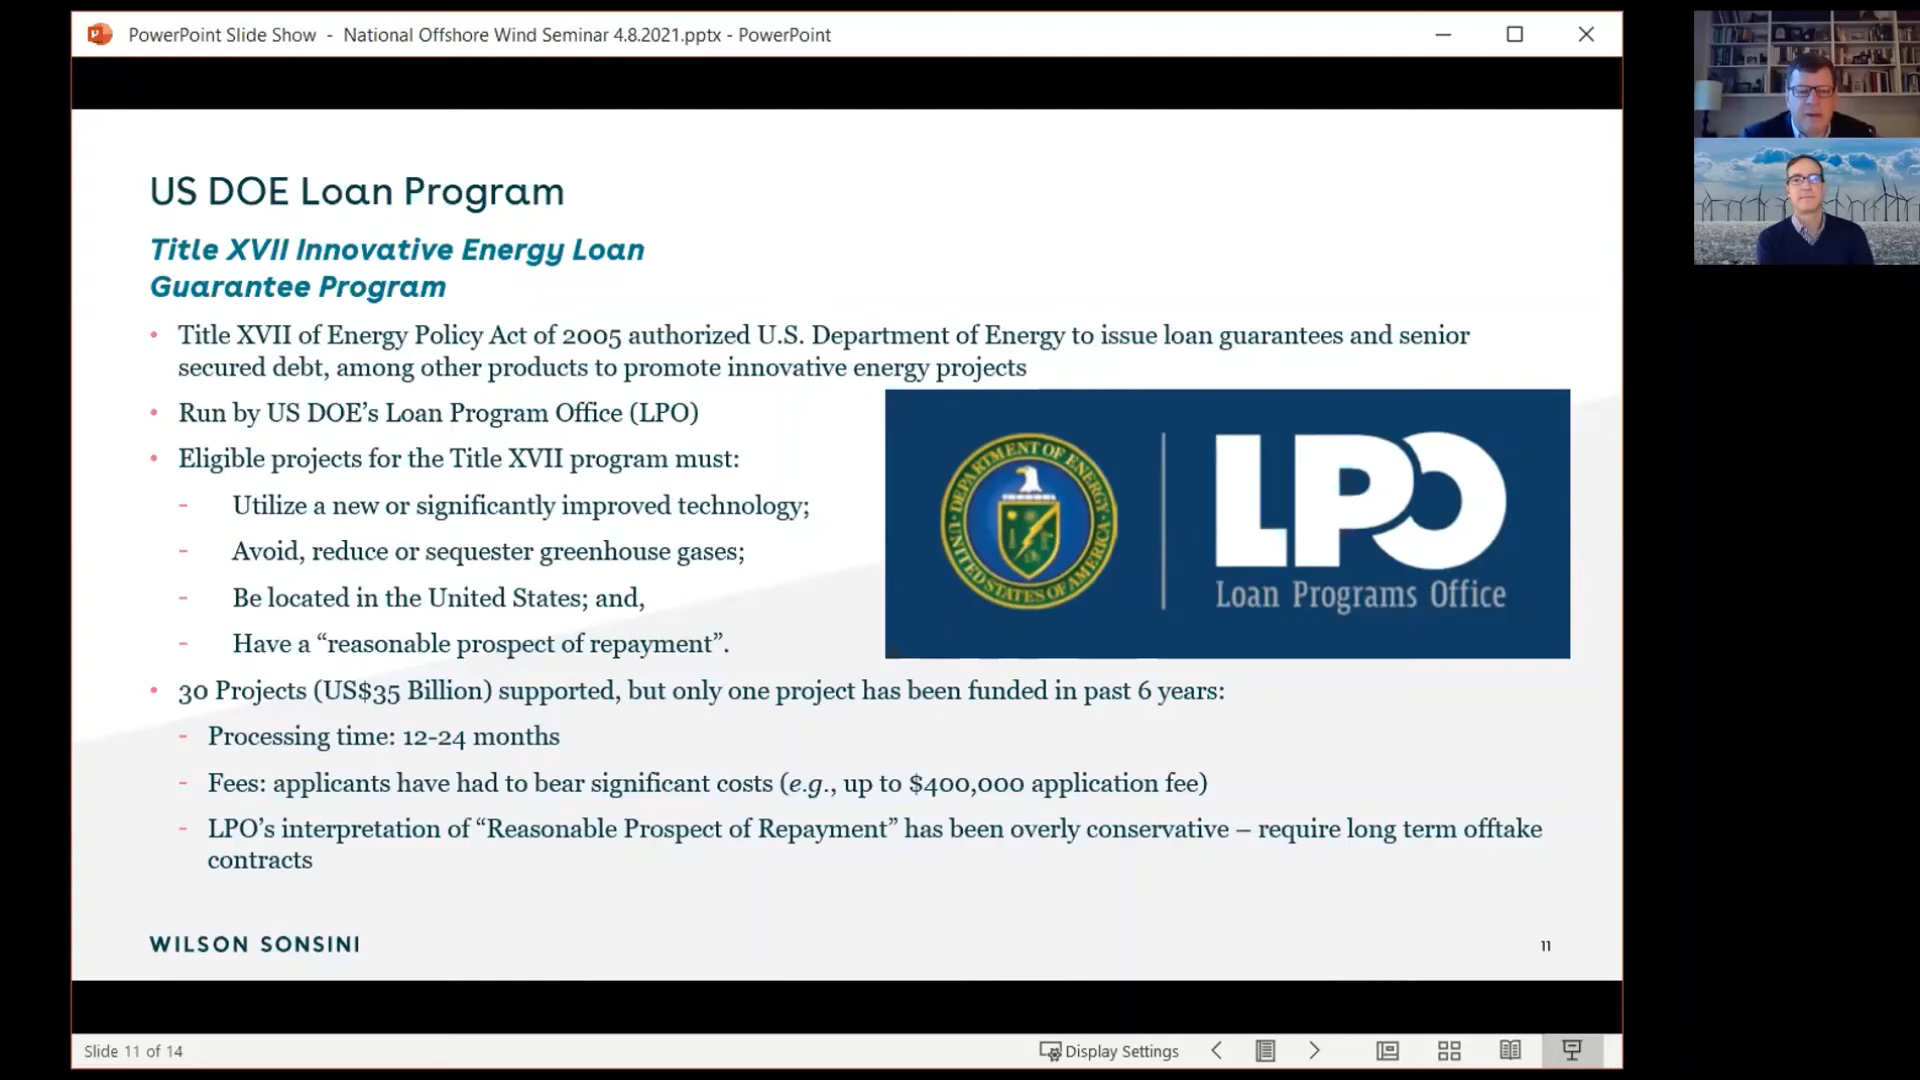 PowerPoint Slide Show - National Offshore Wind Seminar 4.8.2021.pptx - PowerPoint
US DOE Loan Program
Title XVII Innovative Energy Loan
Guarantee Program
• Title XVII of Energy Policy Act of 2005 authorized U.S. Department of Energy to issue loan guarantees and senior
secured debt, among other products to promote innovative energy projects
• Run by US DOE’s Loan Program Office (LPO)
• Eligible projects for the Title XVII program must:
- Utilize a new or significantly improved technology;
- Avoid, reduce or sequester greenhouse gases;
- Be located in the United States; and,
- Have a “reasonable prospect of repayment”.
DEPARTMENT OF ENERGY
UNITED STATES OF AMERICA
LPO
Loan Programs Office
• 30 Projects (US$35 Billion) supported, but only one project has been funded in past 6 years:
- Processing time: 12-24 months
- Fees: applicants have had to bear significant costs (e.g., up to $400,000 application fee)
- LPO’s interpretation of “Reasonable Prospect of Repayment” has been overly conservative – require long term offtake
contracts
WILSON SONSINI
11
Slide 11 of 14
Display Settings